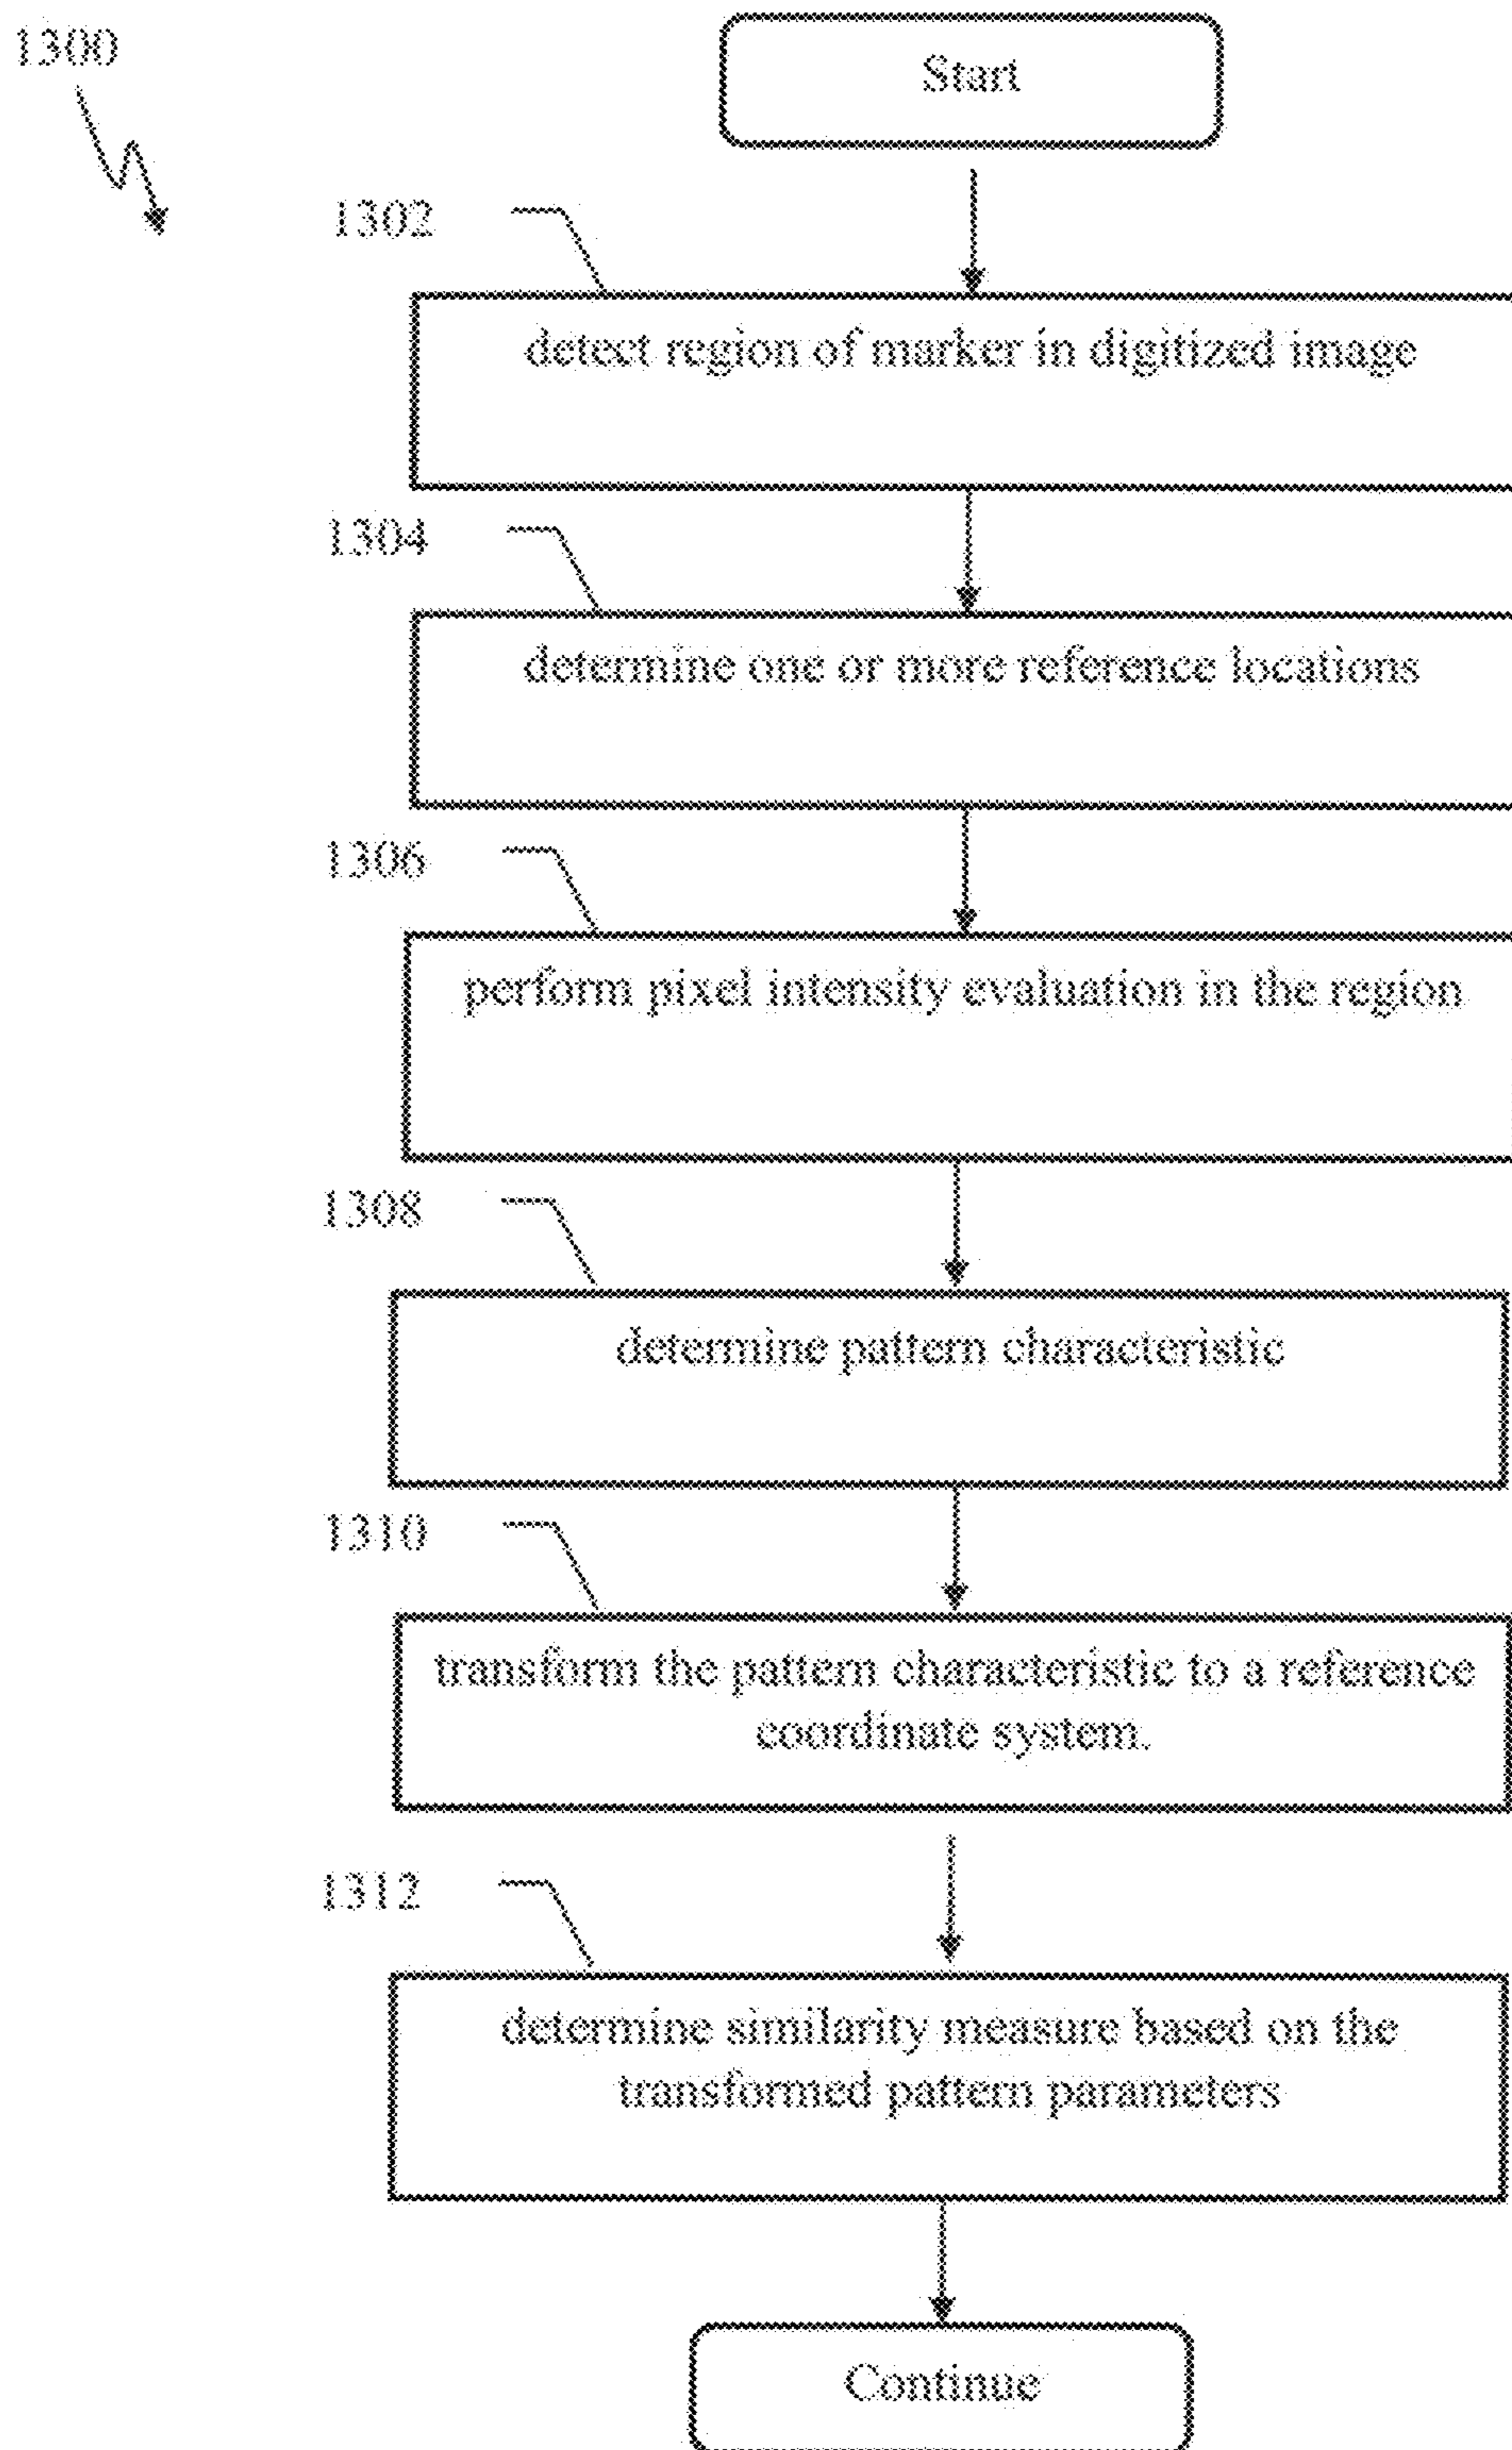 1300
Start
1302
detect region of marker in digitized image
1304
determine one or more reference locations
1306
perform pixel intensity evaluation in the region
1308
determine pattern characteristic
1310
transform the pattern characteristic to a reference
coordinate system.
1312
determine similarity measure based on the
transformed pattern parameters
Continue